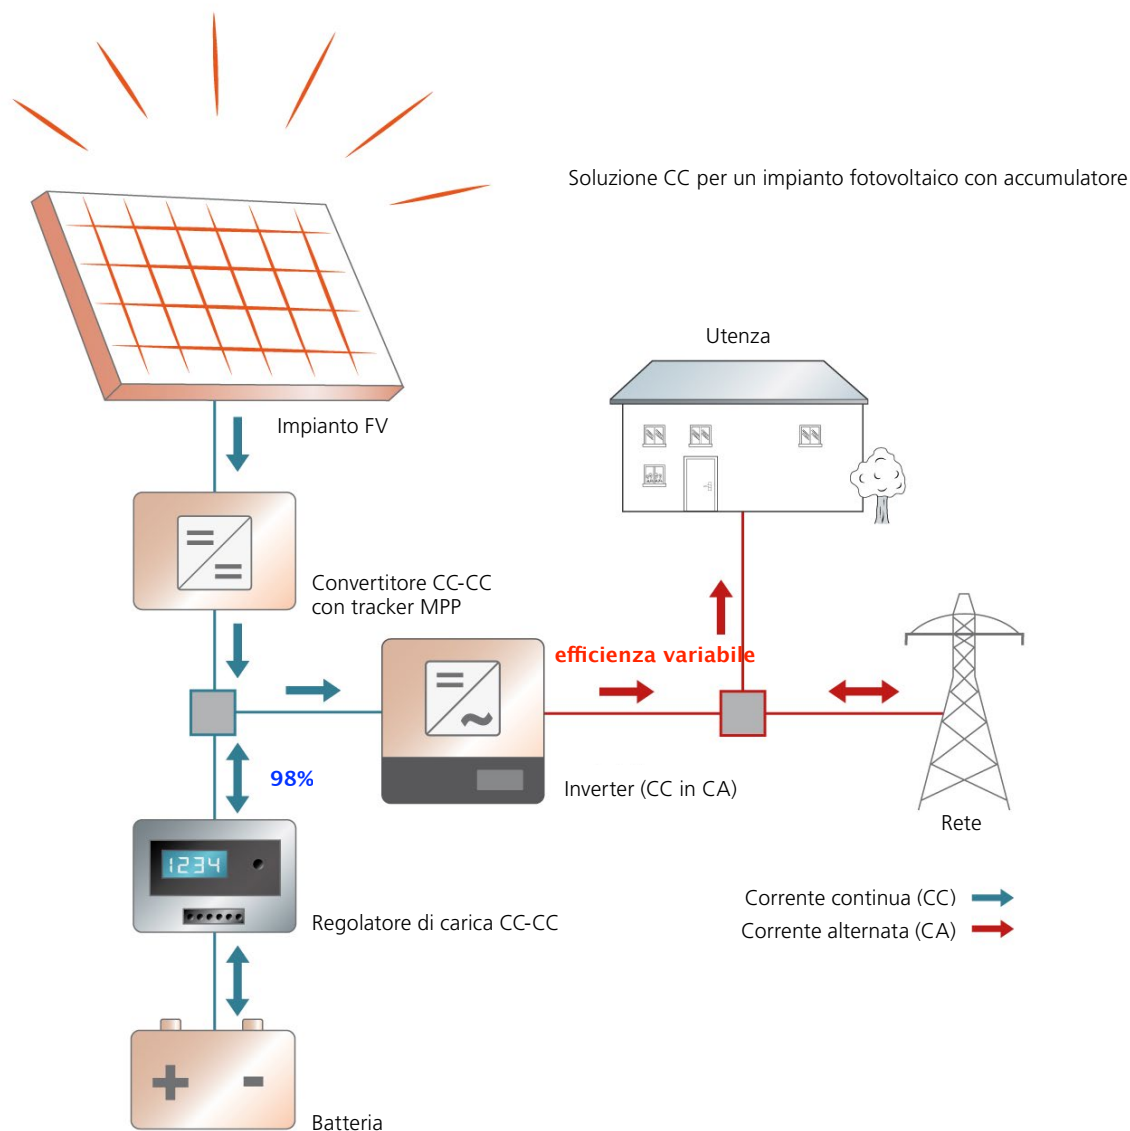 Soluzione CC per un impianto fotovoltaico con accumulatore
Utenza
Impianto FV
Convertitore CC-CC
con tracker MPP
efficienza variabile
98%
Inverter (CC in CA)
Rete
1234
Regolatore di carica CC-CC
Corrente continua (CC)
Corrente alternata (CA)
Batteria